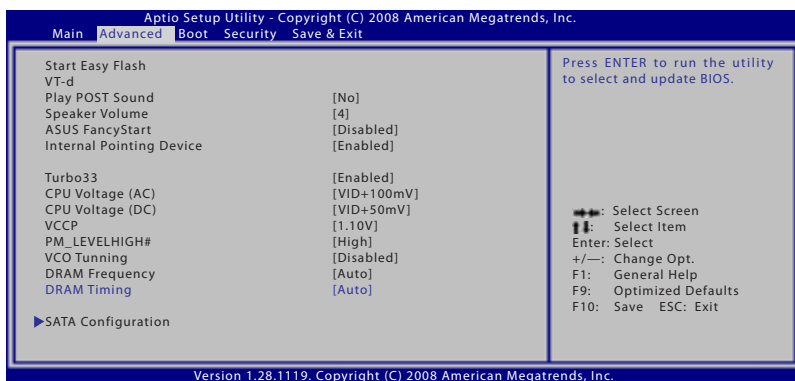 Aptio Setup Utility - Copyright (C) 2008 American Megatrends, Inc.
Main Advanced Boot Security Save & Exit
Start Easy Flash
VT-d
Play POST Sound [No]
Speaker Volume [4]
ASUS FancyStart [Disabled]
Internal Pointing Device [Enabled]
Turbo33 [Enabled]
CPU Voltage (AC) [VID+100mV]
CPU Voltage (DC) [VID+50mV]
VCCP [1.10V]
PM_LEVELHIGH# [High]
VCO Tunning [Disabled]
DRAM Frequency [Auto]
DRAM Timing [Auto]
SATA Configuration
Press ENTER to run the utility
to select and update BIOS.
→←: Select Screen
↑↓: Select Item
Enter: Select
+/—: Change Opt.
F1: General Help
F9: Optimized Defaults
F10: Save ESC: Exit
Version 1.28.1119. Copyright (C) 2008 American Megatrends, Inc.